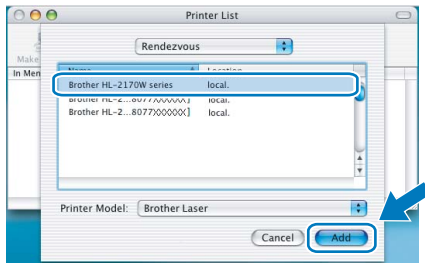 Printer List
Make
In Men
Rendezvous
Name Location
Brother HL-2170W series local.
Brother HL-2...8077XXXXXX] local.
Brother HL-2...8077XXXXXX] local.
Printer Model: Brother Laser
Cancel Add